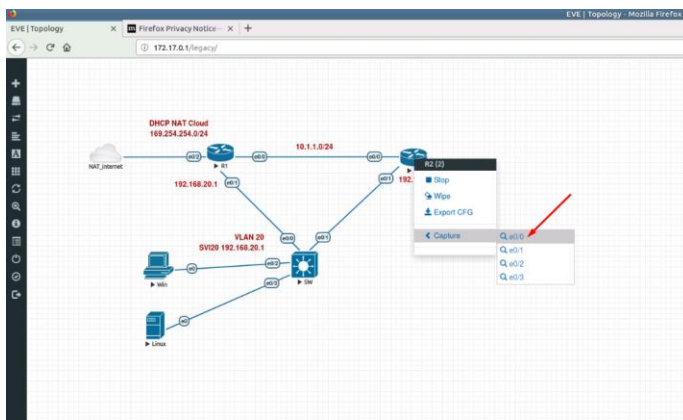 EVE | Topology - Mozilla Firefox
EVE | Topology
Firefox Privacy Notice
172.17.0.1/legacy/
DHCP NAT Cloud
169.254.254.0/24
10.1.1.0/24
NAT_internet
e0/2
R1
e0/0
e0/0
R2 (2)
192.168.20.1
e0/1
e0/1
192.
Stop
Wipe
Export CFG
Capture
e0/0
e0/1
e0/2
e0/3
VLAN 20
SVI20 192.168.20.1
e0/0
e0/1
e0/2
SW
e0
e0/3
Win
e0
Linux